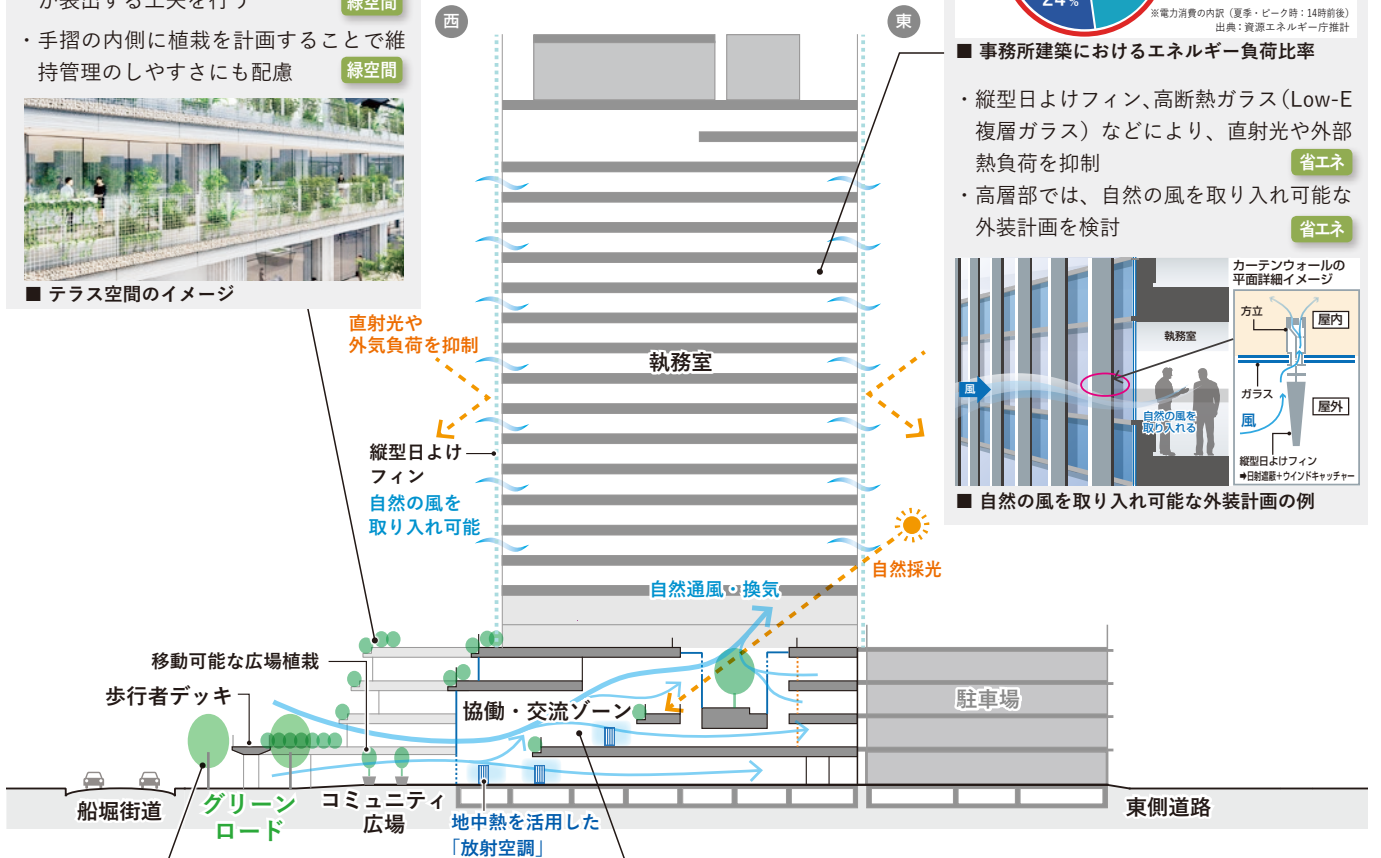 が表出する工夫を行う
緑空間
・手摺の内側に植栽を計画することで維
持管理のしやすさにも配慮
緑空間
■ テラス空間のイメージ
西
東
24%
※電力消費の内訳（夏季・ピーク時：14時前後）
出典：資源エネルギー庁推計
■ 事務所建築におけるエネルギー負荷比率
・縦型日よけフィン、高断熱ガラス（Low-E
複層ガラス）などにより、直射光や外部
熱負荷を抑制
省エネ
・高層部では、自然の風を取り入れ可能な
外装計画を検討
省エネ
カーテンウォールの
平面詳細イメージ
方立
屋内
執務室
ガラス
屋外
風
風
自然の風を
取り入れる
縦型日よけフィン
➡日射遮蔽+ウインドキャッチャー
■ 自然の風を取り入れ可能な外装計画の例
直射光や
外気負荷を抑制
執務室
縦型日よけ
フィン
自然の風を
取り入れ可能
自然採光
自然通風・換気
移動可能な広場植栽
歩行者デッキ
協働・交流ゾーン
駐車場
船堀街道
グリーン
ロード
コミュニティ
広場
地中熱を活用した
「放射空調」
東側道路